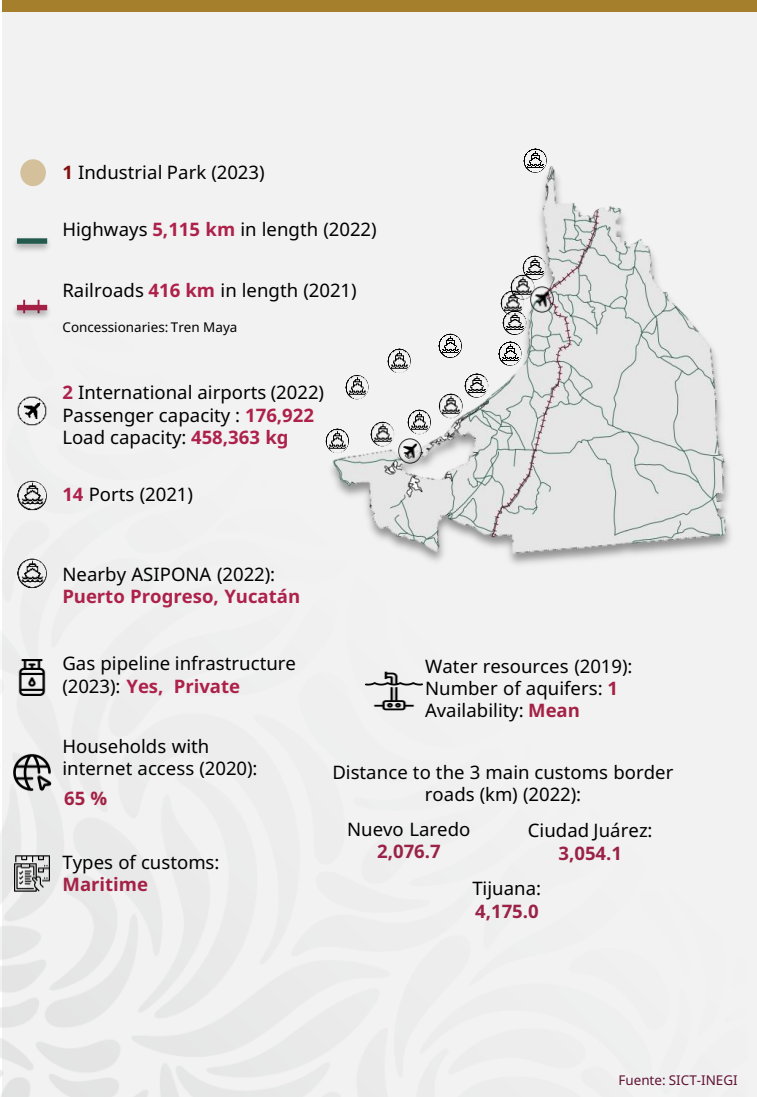 1 Industrial Park (2023)
Highways 5,115 km in length (2022)
Railroads 416 km in length (2021)
Concessionaries: Tren Maya
2 International airports (2022)
Passenger capacity : 176,922
Load capacity: 458,363 kg
14 Ports (2021)
Nearby ASIPONA (2022):
Puerto Progreso, Yucatán
Gas pipeline infrastructure
(2023): Yes, Private
Households with
internet access (2020):
65 %
Types of customs:
Maritime
Water resources (2019):
Number of aquifers: 1
Availability: Mean
Distance to the 3 main customs border
roads (km) (2022):
Nuevo Laredo
2,076.7
Ciudad Juárez:
3,054.1
Tijuana:
4,175.0
Fuente: SICT-INEGI